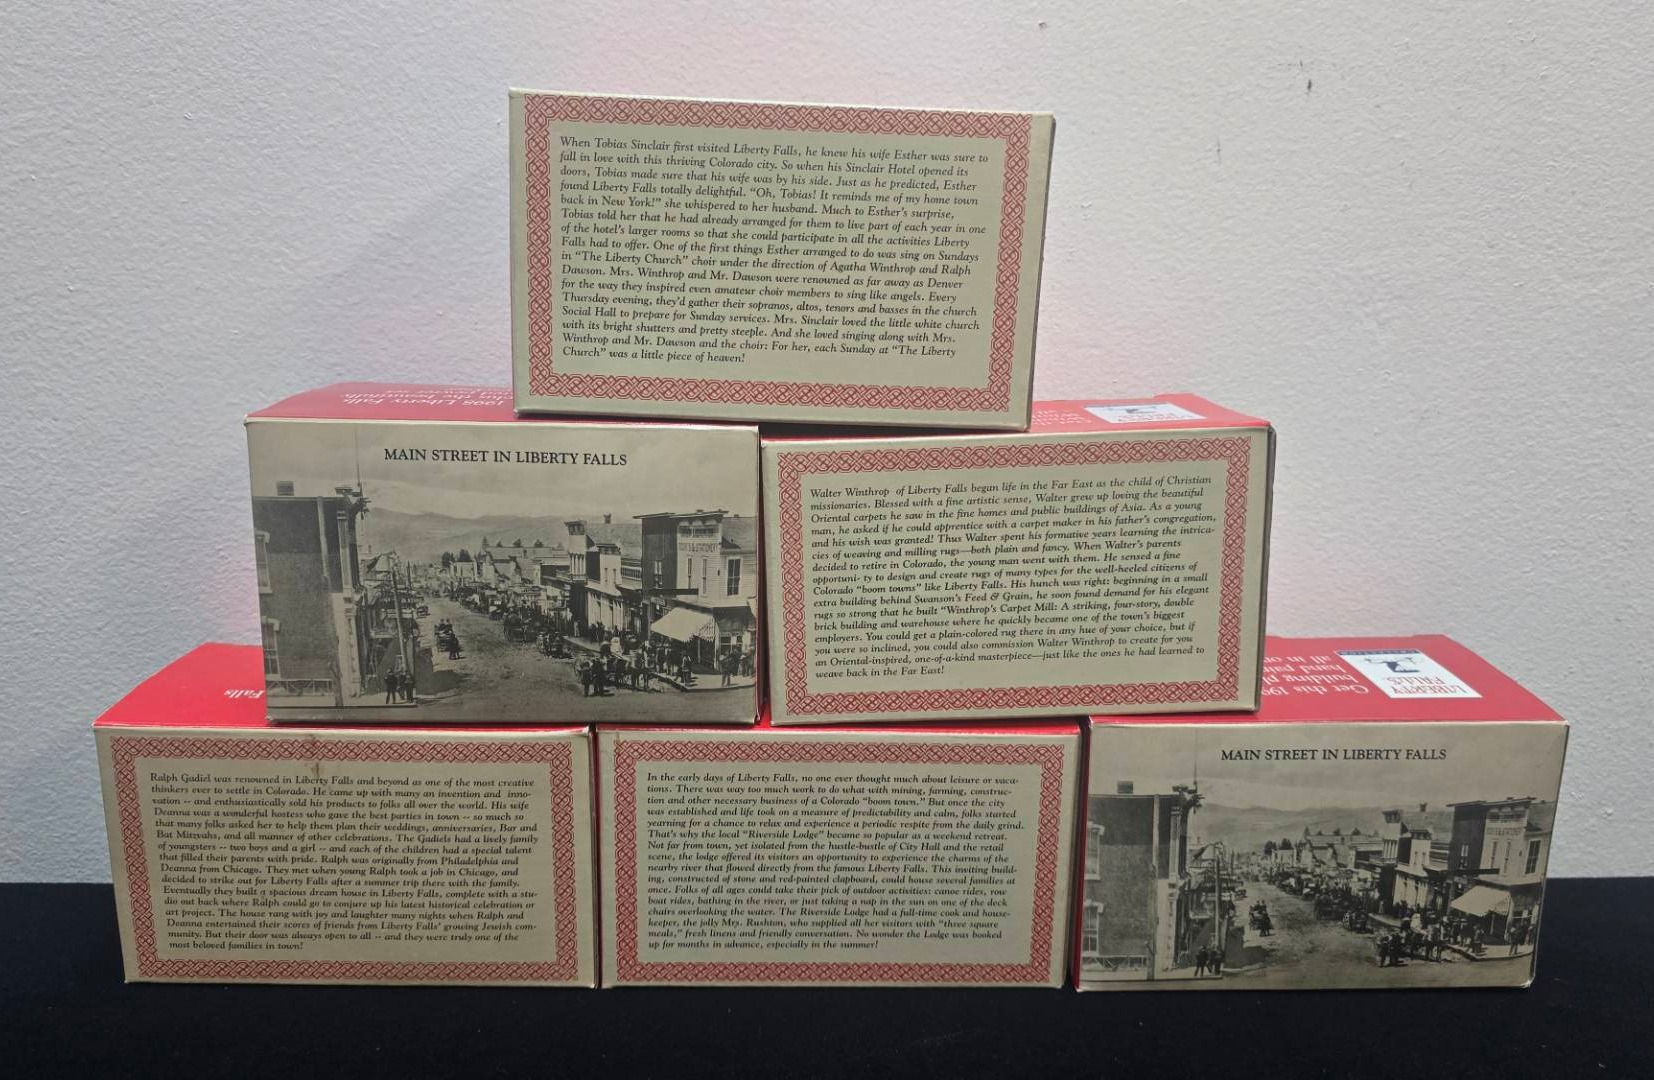 When Tobias Sinclair first visited Liberty Falls, he knew his wife Esther was sure to
fall in love with this thriving Colorado city. So when his Sinclair Hotel opened its
doors, Tobias made sure that his wife was by his side. Just as he predicted, Esther
found Liberty Falls totally delightful. "Oh, Tobias! It reminds me of my home town
back in New York!" she whispered to her husband. Much to Esther's surprise,
Tobias told her that he had already arranged for them to live part of each year in one
of the hotel's larger rooms so that she could participate in all the activities Liberty
Falls had to offer. One of the first things Esther arranged to do was sing on Sundays
in "The Liberty Church" choir under the direction of Agatha Winthrop and Ralph
Dawson. Mrs. Winthrop and Mr. Dawson were renowned as far away as Denver
for the way they inspired even amateur choir members to sing like angels. Every
Thursday evening, they'd gather their sopranos, altos, tenors and basses in the church
Social Hall to prepare for Sunday services. Mrs. Sinclair loved the little white church
with its bright shutters and pretty steeple. And she loved singing along with Mrs.
Winthrop and Mr. Dawson and the choir: For her, each Sunday at "The Liberty
Church" was a little piece of heaven!
1998 Liberty Falls
MAIN STREET IN LIBERTY FALLS
Walter Winthrop of Liberty Falls began life in the Far East as the child of Christian
missionaries. Blessed with a fine artistic sense, Walter grew up loving the beautiful
Oriental carpets he saw in the fine homes and public buildings of Asia. As a young
man, he asked if he could apprentice with a carpet maker in his father's congregation,
and his wish was granted! Thus Walter spent his formative years learning the intrica-
cies of weaving and milling rugs—both plain and fancy. When Walter's parents
decided to retire in Colorado, the young man went with them. He sensed a fine
opportuni- ty to design and create rugs of many types for the well-heeled citizens of
Colorado "boom towns" like Liberty Falls. His hunch was right: beginning in a small
extra building behind Swanson's Feed & Grain, he soon found demand for his elegant
rugs so strong that he built "Winthrop's Carpet Mill: A striking, four-story, double
brick building and warehouse where he quickly became one of the town's biggest
employers. You could get a plain-colored rug there in any hue of your choice, but if
you were so inclined, you could also commission Walter Winthrop to create for you
an Oriental-inspired, one-of-a-kind masterpiece—just like the ones he had learned to
weave back in the Far East!
Falls
Ralph Gadiel was renowned in Liberty Falls and beyond as one of the most creative
thinkers ever to settle in Colorado. He came up with many an invention and inno-
vation -- and enthusiastically sold his products to folks all over the world. His wife
Deanna was a wonderful hostess who gave the best parties in town -- so much so
that many folks asked her to help them plan their weddings, anniversaries, Bar and
Bat Mitzvahs, and all manner of other celebrations. The Gadiels had a lively family
of youngsters -- two boys and a girl -- and each of the children had a special talent
that filled their parents with pride. Ralph was originally from Philadelphia and
Deanna from Chicago. They met when young Ralph took a job in Chicago, and
decided to strike out for Liberty Falls after a summer trip there with the family.
Eventually they built a spacious dream house in Liberty Falls, complete with a stu-
dio out back where Ralph could go to conjure up his latest historical celebration or
art project. The house rang with joy and laughter many nights when Ralph and
Deanna entertained their scores of friends from Liberty Falls' growing Jewish com-
munity. But their door was always open to all -- and they were truly one of the
most beloved families in town!
In the early days of Liberty Falls, no one ever thought much about leisure or vaca-
tions. There was way too much work to do what with mining, farming, construc-
tion and other necessary business of a Colorado "boom town." But once the city
was established and life took on a measure of predictability and calm, folks started
yearning for a chance to relax and experience a periodic respite from the daily grind.
That's why the local "Riverside Lodge" became so popular as a weekend retreat.
Not far from town, yet isolated from the hustle-bustle of City Hall and the retail
scene, the lodge offered its visitors an opportunity to experience the charms of the
nearby river that flowed directly from the famous Liberty Falls. This inviting build-
ing, constructed of stone and red-painted clapboard, could house several families at
once. Folks of all ages could take their pick of outdoor activities: canoe rides, row
boat rides, bathing in the river, or just taking a nap in the sun on one of the deck
chairs overlooking the water. The Riverside Lodge had a full-time cook and house-
keeper, the jolly Mrs. Rushton, who supplied all her visitors with "three square
meals," fresh linens and friendly conversation. No wonder the Lodge was booked
up for months in advance, especially in the summer!
LIBERTY
FALLS
Get this
building
hand
all in
MAIN STREET IN LIBERTY FALLS